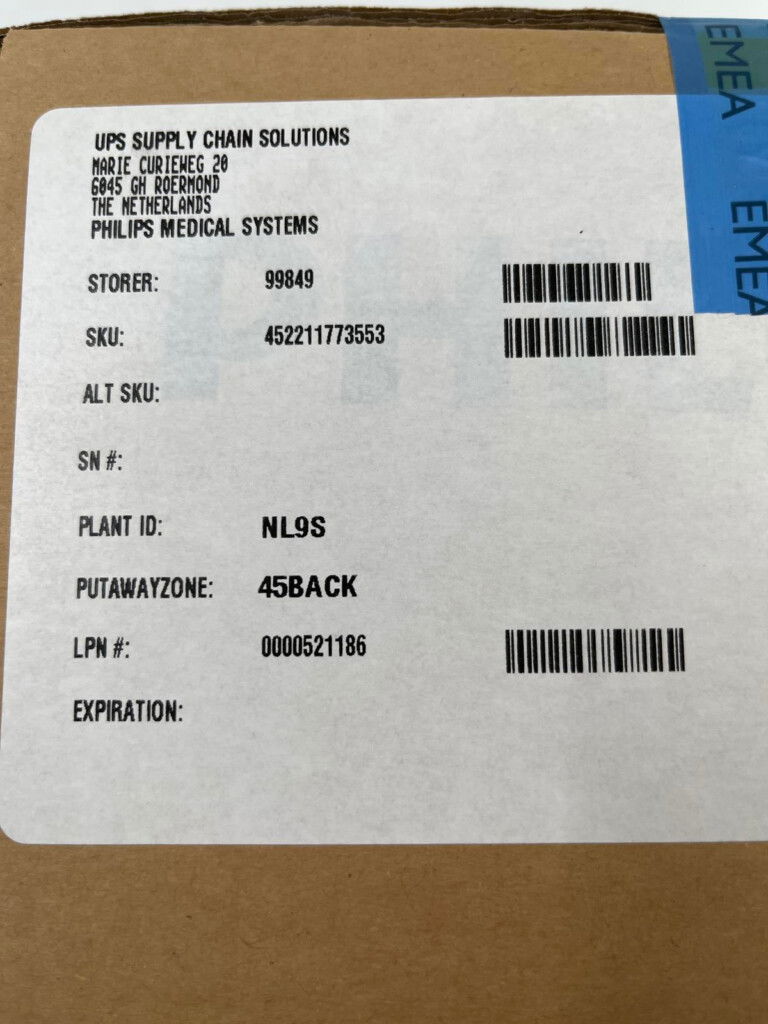 EMEA
EMEA
UPS SUPPLY CHAIN SOLUTIONS
MARIE CURIEWEG 20
6045 GH ROERMOND
THE NETHERLANDS
PHILIPS MEDICAL SYSTEMS
STORER: 99849
SKU: 452211773553
ALT SKU:
SN #:
PLANT ID: NL9S
PUTAWAYZONE: 45BACK
LPN #: 0000521186
EXPIRATION: